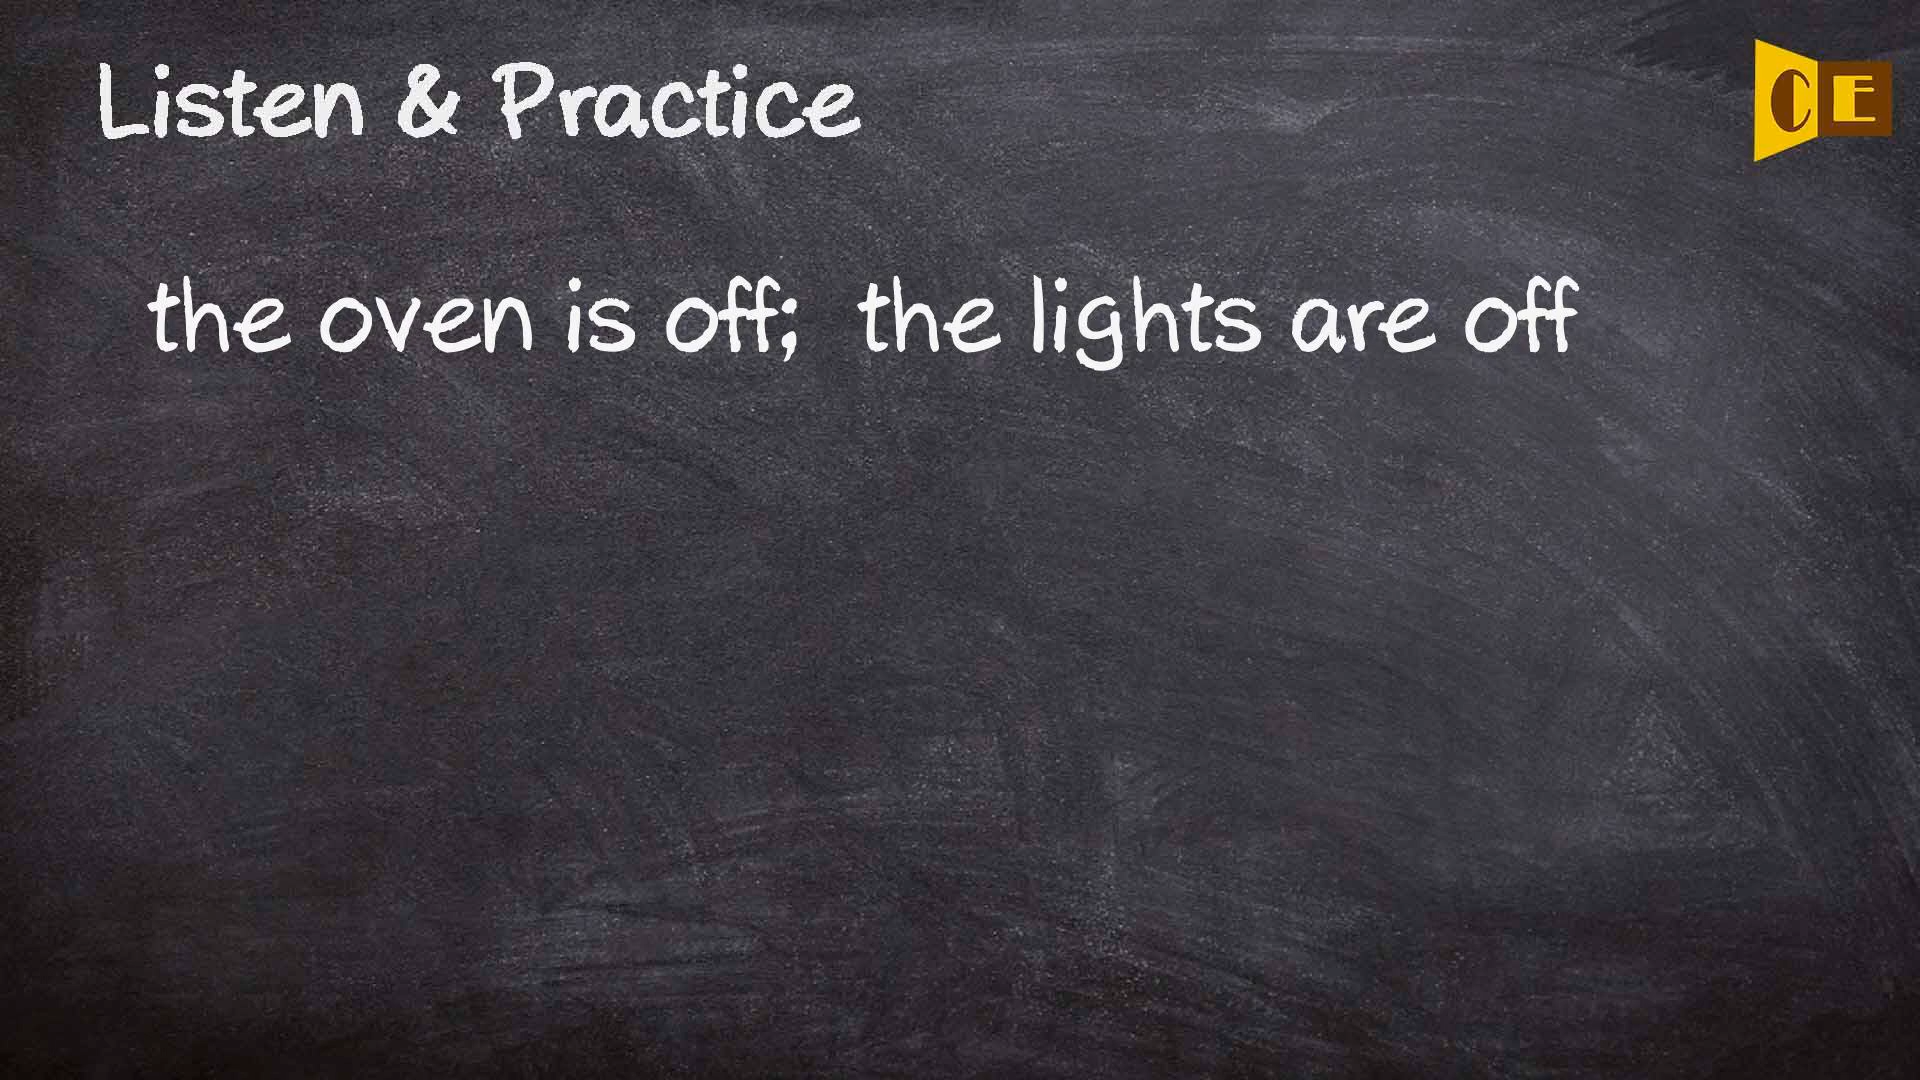 Listen & Practice
CE
the oven is off; the lights are off